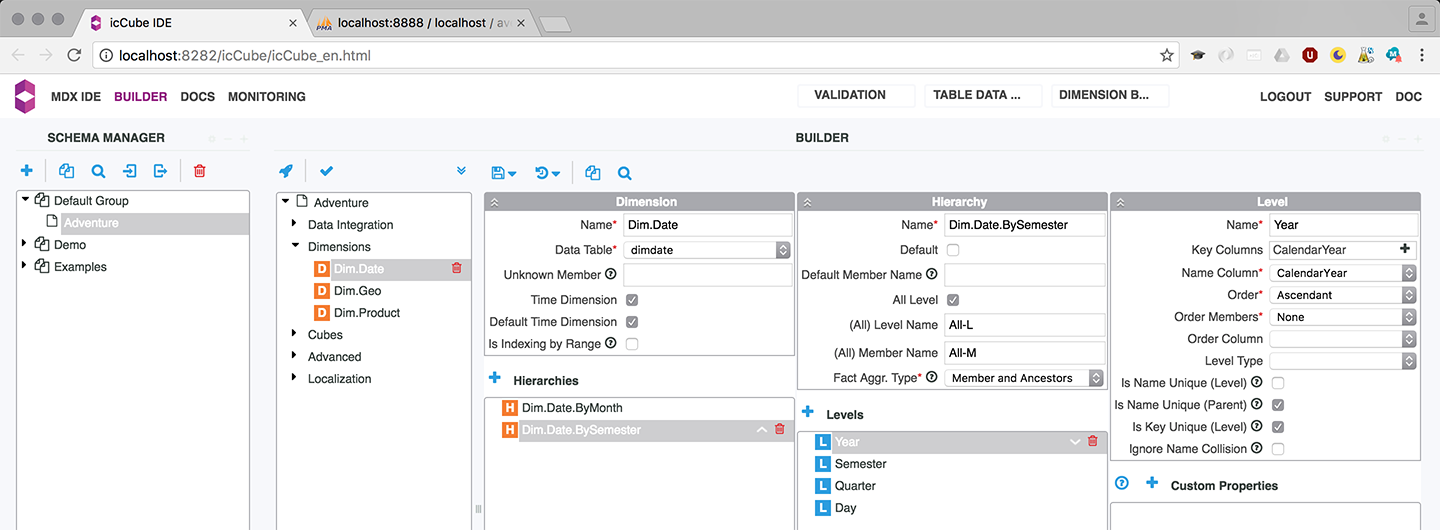 icCube IDE
PMA localhost:8888 / localhost / ave
localhost:8282/icCube/icCube_en.html
MDX IDE BUILDER DOCS MONITORING VALIDATION TABLE DATA ... DIMENSION B... LOGOUT SUPPORT DOC
SCHEMA MANAGER
Default Group
Adventure
Demo
Examples
BUILDER
Adventure
Data Integration
Dimensions
D Dim.Date
D Dim.Geo
D Dim.Product
Cubes
Advanced
Localization
Dimension
Name* Dim.Date
Data Table* dimdate
Unknown Member ?
Time Dimension
Default Time Dimension
Is Indexing by Range ?
Hierarchies
H Dim.Date.ByMonth
H Dim.Date.BySemester
Hierarchy
Name* Dim.Date.BySemester
Default
Default Member Name ?
All Level
(All) Level Name All-L
(All) Member Name All-M
Fact Aggr. Type* ? Member and Ancestors
Levels
L Year
L Semester
L Quarter
L Day
Level
Name* Year
Key Columns CalendarYear
Name Column* CalendarYear
Order* Ascendant
Order Members* None
Order Column
Level Type
Is Name Unique (Level) ?
Is Name Unique (Parent) ?
Is Key Unique (Level) ?
Ignore Name Collision ?
? Custom Properties